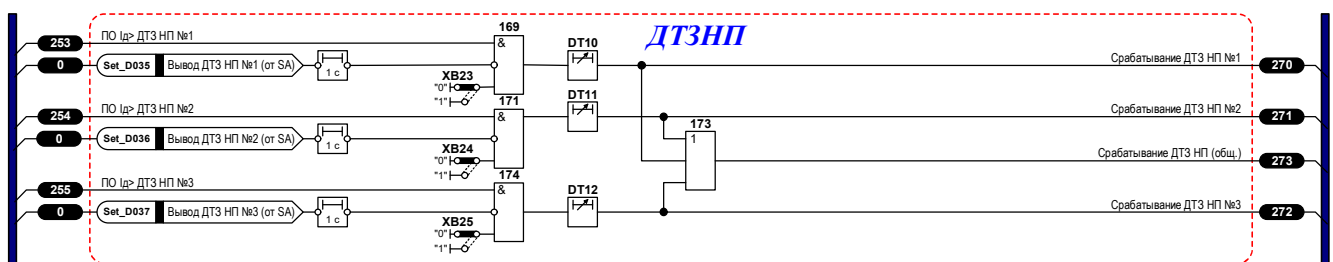 ДТЗНП
253 ПО Iд> ДТЗ НП №1
169
&
DT10
Срабатывание ДТЗ НП №1 270
0 Set_D035 Вывод ДТЗ НП №1 (от SA) 1 с
XB23
"0"
"1"
254 ПО Iд> ДТЗ НП №2
171
&
DT11
Срабатывание ДТЗ НП №2 271
0 Set_D036 Вывод ДТЗ НП №2 (от SA) 1 с
XB24
"0"
"1"
173
1
Срабатывание ДТЗ НП (общ.) 273
255 ПО Iд> ДТЗ НП №3
174
&
DT12
0 Set_D037 Вывод ДТЗ НП №3 (от SA) 1 с
XB25
"0"
"1"
Срабатывание ДТЗ НП №3 272